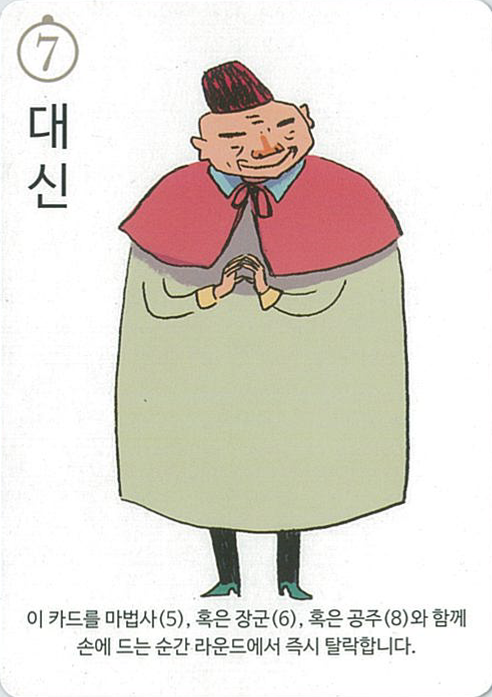 7
대신
이 카드를 마법사(5), 혹은 장군(6), 혹은 공주(8)와 함께
손에 드는 순간 라운드에서 즉시 탈락합니다.